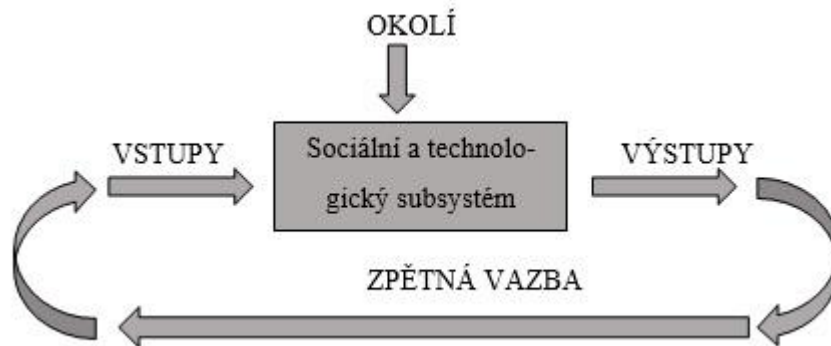 OKOLÍ
VSTUPY
Sociální a technolo-
gický subsystém
VÝSTUPY
ZPĚTNÁ VAZBA